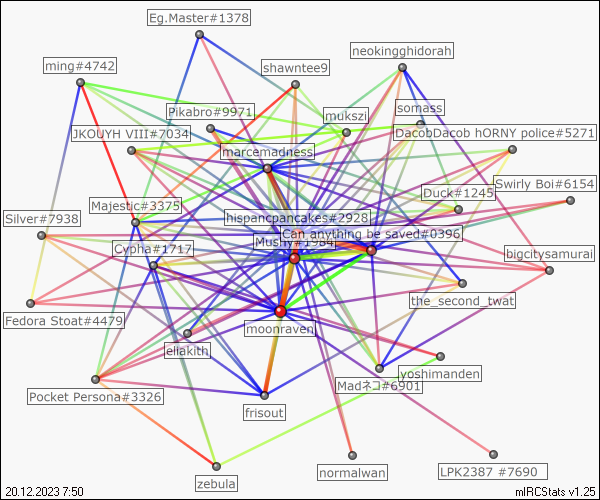 Eg.Master#1378
neokingghidorah
ming#4742
shawntee9
Pikabro#9971
mukszi
somass
JKOUYH VIII#7034
DacobDacob hORNY police#5271
marcemadness
Duck#1245
Swirly Boi#6154
Majestic#3375
hispancpancakes#2928
Silver#7938
Can anything be saved#0396
Cypha#1717
Mushy#1984
bigcitysamurai
the_second_twat
Fedora Stoat#4479
moonraven
eliakith
yoshimanden
Madネコ#6901
Pocket Persona#3326
frisout
zebula
normalwan
LPK2387 #7690
20.12.2023 7:50
mIRCStats v1.25